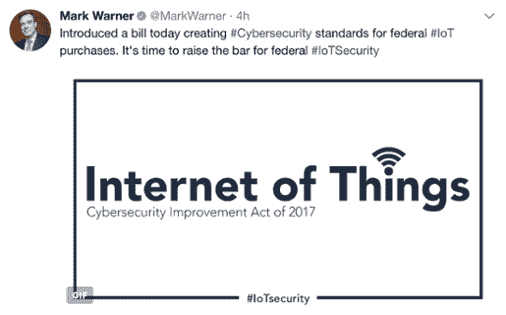 Mark Warner @MarkWarner · 4h
Introduced a bill today creating #Cybersecurity standards for federal #IoT
purchases. It's time to raise the bar for federal #IoTSecurity
Internet of Things
Cybersecurity Improvement Act of 2017
GIF
#IoTsecurity